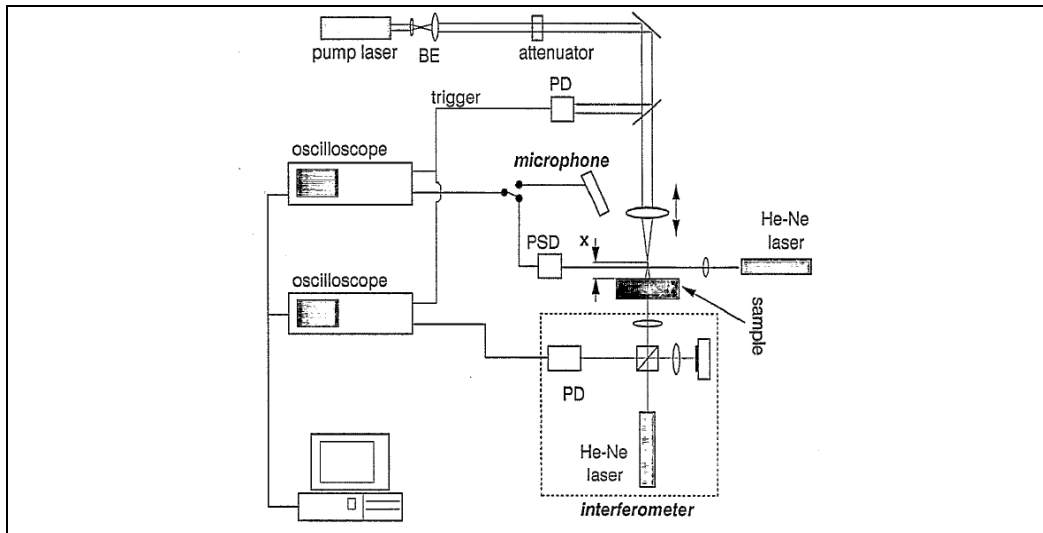 pump laser
BE
attenuator
PD
trigger
oscilloscope
microphone
He-Ne
laser
PSD
x
oscilloscope
sample
PD
He-Ne
laser
interferometer